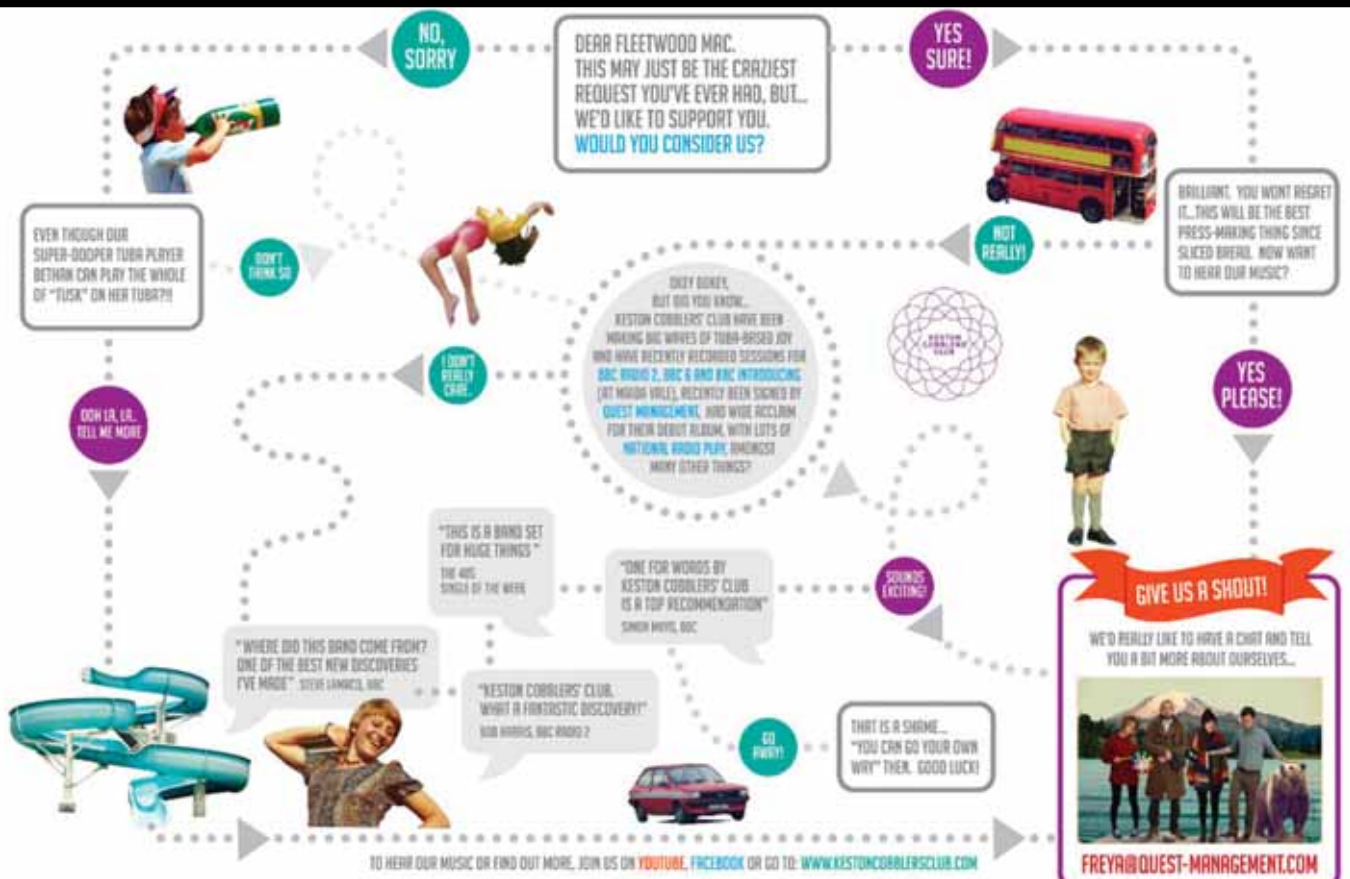 NO,
SORRY
DEAR FLEETWOOD MAC.
THIS MAY JUST BE THE CRAZIEST
REQUEST YOU'VE EVER HAD, BUT...
WE'D LIKE TO SUPPORT YOU.
WOULD YOU CONSIDER US?
YES
SURE!
EVEN THOUGH OUR
SUPER-DOOPER TUBA PLAYER
BETHAN CAN PLAY THE WHOLE
OF "TUSK" ON HER TUBA?!!
DON'T
THINK SO
NOT
REALLY!
BRILLIANT. YOU WONT REGRET
IT...THIS WILL BE THE BEST
PRESS-MAKING THING SINCE
SLICED BREAD. NOW WANT
TO HEAR OUR MUSIC?
OKEY DOKEY,
BUT DID YOU KNOW...
KESTON COBBLERS' CLUB HAVE BEEN
MAKING BIG WAVES OF TUBA-BASED JOY
AND HAVE RECENTLY RECORDED SESSIONS FOR
BBC RADIO 2, BBC 6 AND BBC INTRODUCING
(AT MAIDA VALE), RECENTLY BEEN SIGNED BY
QUEST MANAGEMENT, HAD WIDE ACCLAIM
FOR THEIR DEBUT ALBUM, WITH LOTS OF
NATIONAL RADIO PLAY, AMONGST
MANY OTHER THINGS?
KESTON
COBBLERS'
CLUB
I DON'T
REALLY
CARE.
YES
PLEASE!
OOH LA, LA..
TELL ME MORE
"THIS IS A BAND SET
FOR HUGE THINGS "
THE 405
SINGLE OF THE WEEK
"ONE FOR WORDS BY
KESTON COBBLERS' CLUB
IS A TOP RECOMMENDATION"
SIMON MAYO, BBC
SOUNDS
EXCITING!
GIVE US A SHOUT!
WE'D REALLY LIKE TO HAVE A CHAT AND TELL
YOU A BIT MORE ABOUT OURSELVES...
"WHERE DID THIS BAND COME FROM?
ONE OF THE BEST NEW DISCOVERIES
I'VE MADE" STEVE LAMACQ, BBC
"KESTON COBBLERS' CLUB,
WHAT A FANTASTIC DISCOVERY!"
BOB HARRIS, BBC RADIO 2
GO
AWAY!
THAT IS A SHAME...
"YOU CAN GO YOUR OWN
WAY" THEN. GOOD LUCK!
FREYA@QUEST-MANAGEMENT.COM
TO HEAR OUR MUSIC OR FIND OUT MORE, JOIN US ON YOUTUBE, FACEBOOK OR GO TO: WWW.KESTONCOBBLERSCLUB.COM